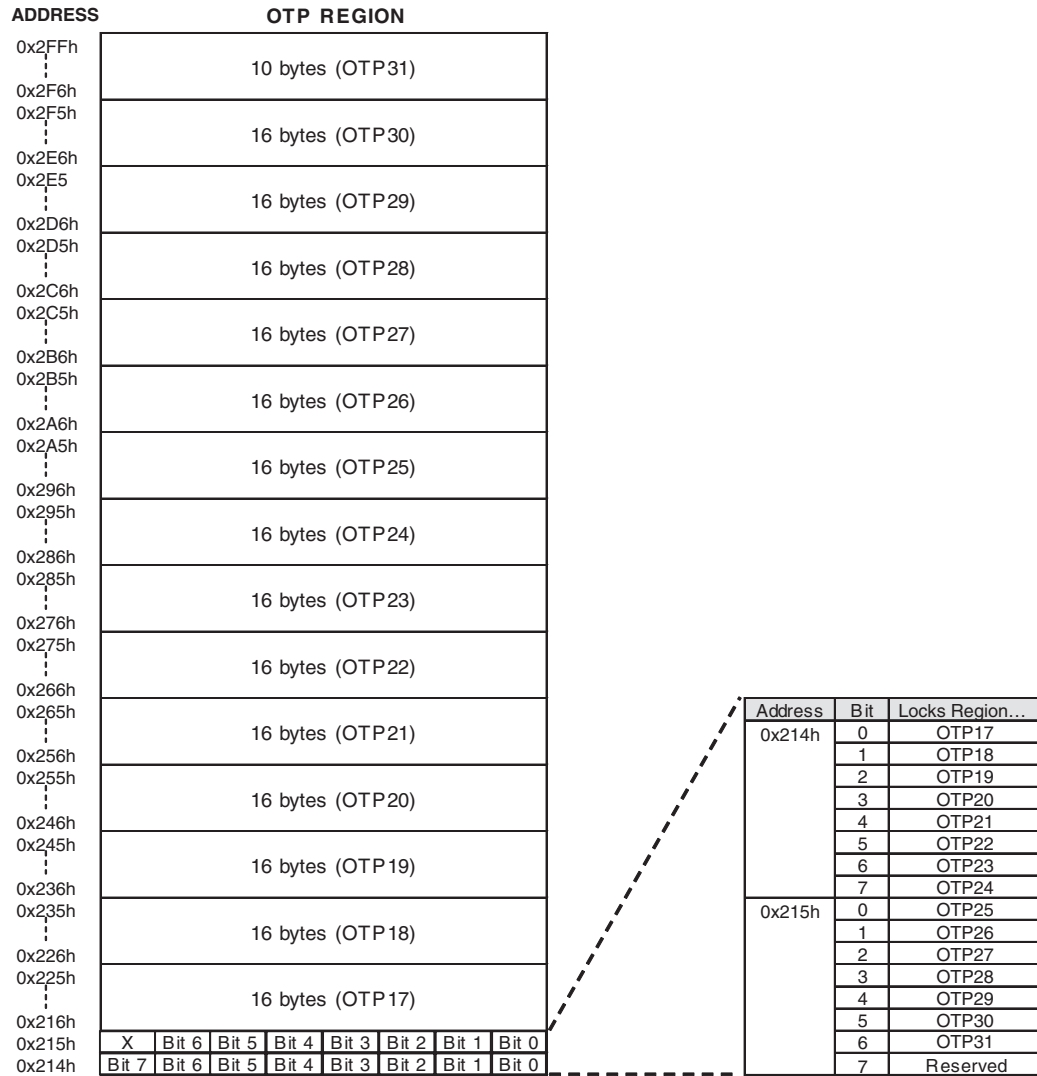 ADDRESS OTP REGION
0x2FFh
10 bytes (OTP31)
0x2F6h
0x2F5h
16 bytes (OTP30)
0x2E6h
0x2E5
16 bytes (OTP29)
0x2D6h
0x2D5h
16 bytes (OTP28)
0x2C6h
0x2C5h
16 bytes (OTP27)
0x2B6h
0x2B5h
16 bytes (OTP26)
0x2A6h
0x2A5h
16 bytes (OTP25)
0x296h
0x295h
16 bytes (OTP24)
0x286h
0x285h
16 bytes (OTP23)
0x276h
0x275h
16 bytes (OTP22)
0x266h
0x265h
16 bytes (OTP21)
0x256h
0x255h
16 bytes (OTP20)
0x246h
0x245h
16 bytes (OTP19)
0x236h
0x235h
16 bytes (OTP18)
0x226h
0x225h
16 bytes (OTP17)
0x216h
0x215h X Bit 6 Bit 5 Bit 4 Bit 3 Bit 2 Bit 1 Bit 0
0x214h Bit 7 Bit 6 Bit 5 Bit 4 Bit 3 Bit 2 Bit 1 Bit 0
Address Bit Locks Region...
0x214h 0 OTP17
1 OTP18
2 OTP19
3 OTP20
4 OTP21
5 OTP22
6 OTP23
7 OTP24
0x215h 0 OTP25
1 OTP26
2 OTP27
3 OTP28
4 OTP29
5 OTP30
6 OTP31
7 Reserved